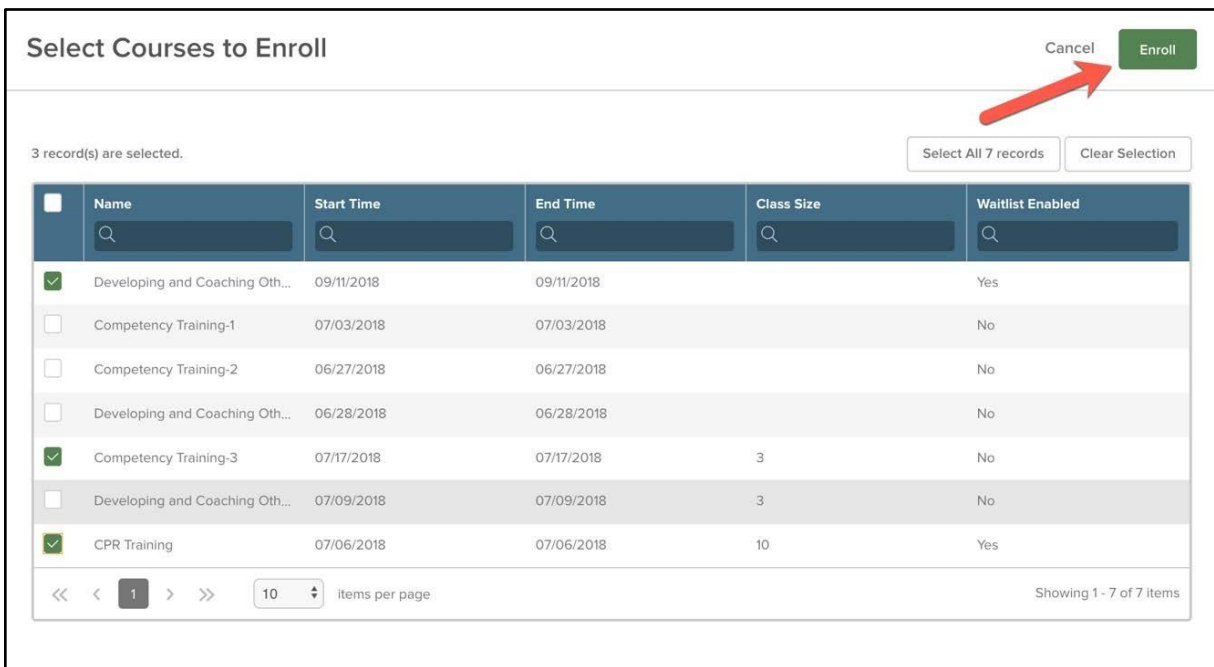 Select Courses to Enroll Cancel Enroll
3 record(s) are selected. Select All 7 records Clear Selection
Name Start Time End Time Class Size Waitlist Enabled
Developing and Coaching Oth... 09/11/2018 09/11/2018 Yes
Competency Training-1 07/03/2018 07/03/2018 No
Competency Training-2 06/27/2018 06/27/2018 No
Developing and Coaching Oth... 06/28/2018 06/28/2018 No
Competency Training-3 07/17/2018 07/17/2018 3 No
Developing and Coaching Oth... 07/09/2018 07/09/2018 3 No
CPR Training 07/06/2018 07/06/2018 10 Yes
1 10 items per page Showing 1 - 7 of 7 items